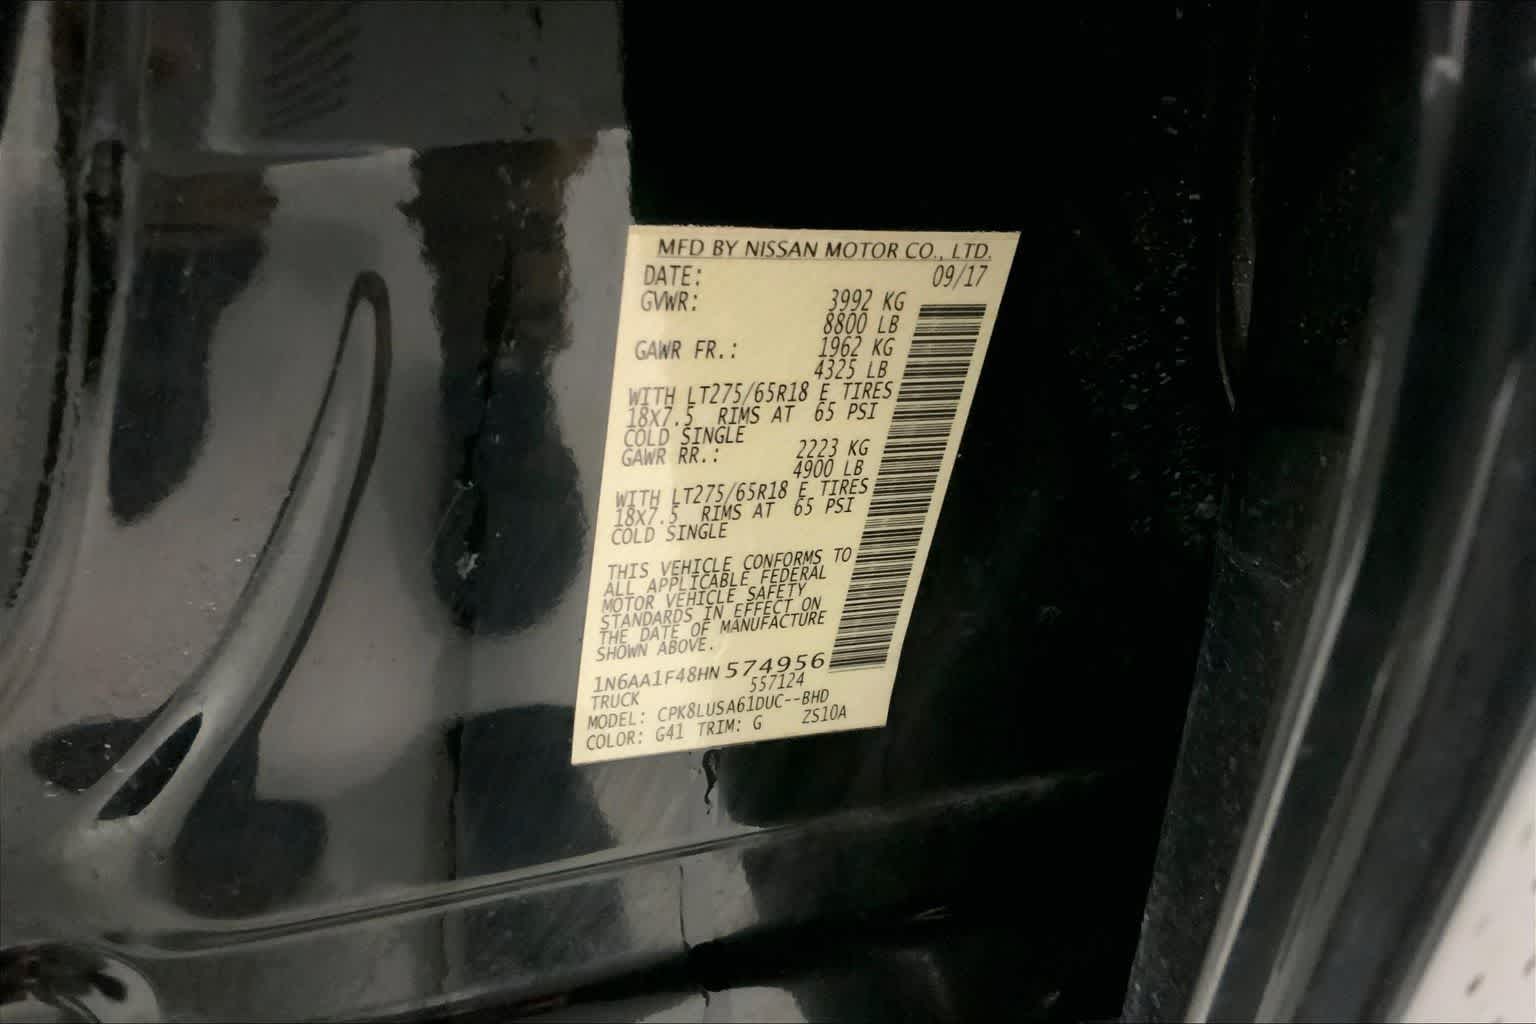 MFD BY NISSAN MOTOR CO., LTD.
DATE: 09/17
GVWR: 3992 KG
8800 LB
GAWR FR.: 1962 KG
4325 LB
WITH LT275/65R18 E TIRES
18X7.5 RIMS AT 65 PSI
COLD SINGLE
GAWR RR.: 2223 KG
4900 LB
WITH LT275/65R18 E TIRES
18X7.5 RIMS AT 65 PSI
COLD SINGLE
THIS VEHICLE CONFORMS TO
ALL APPLICABLE FEDERAL
MOTOR VEHICLE SAFETY
STANDARDS IN EFFECT ON
THE DATE OF MANUFACTURE
SHOWN ABOVE.
1N6AA1F48HN574956
TRUCK 557124
MODEL: CPK8LUSA61DUC--BHD
COLOR: G41 TRIM: G ZS10A